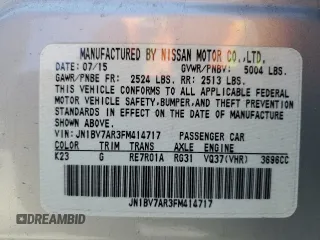 MANUFACTURED BY NISSAN MOTOR CO.,LTD.
DATE: 07/15 GVWR/PNBV: 5004 LBS.
GAWR/PNBE FR: 2524 LBS. RR: 2513 LBS.
THIS VEHICLE CONFORMS TO ALL APPLICABLE
FEDERAL MOTOR VEHICLE SAFETY,BUMPER,AND THEFT
PREVENTION STANDARDS IN EFFECT ON THE DATE OF
MANUFACTURE SHOWN ABOVE.
VIN: JN1BV7AR3FM414717 PASSENGER CAR
COLOR TRIM TRANS AXLE ENGINE
K23 G RE7R01A RG31 VQ37(VHR) 3696CC
JN1BV7AR3FM414717
DREAMBID